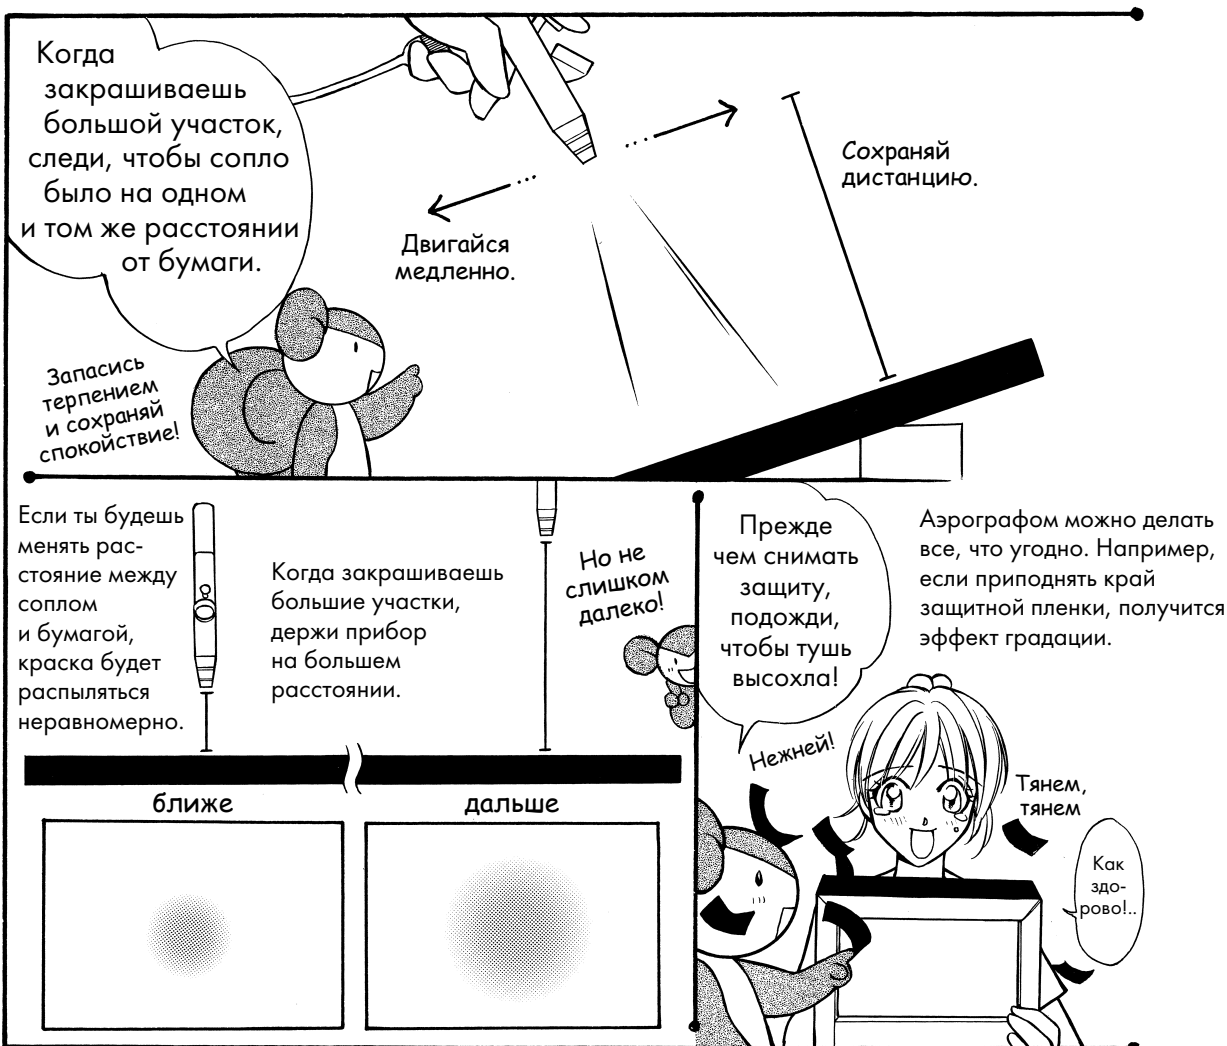 Когда
закрашиваешь
большой участок,
следи, чтобы сопло
было на одном
и том же расстоянии
от бумаги.
Сохраняй
дистанцию.
Двигайся
медленно.
Запасись
терпением
и сохраняй
спокойствие!
Если ты будешь
менять рас-
стояние между
соплом
и бумагой,
краска будет
распыляться
неравномерно.
Когда закрашиваешь
большие участки,
держи прибор
на большем
расстоянии.
Но не
слишком
далеко!
ближе
дальше
Прежде
чем снимать
защиту,
подожди,
чтобы тушь
высохла!
Аэрографом можно делать
все, что угодно. Например,
если приподнять край
защитной пленки, получится
эффект градации.
Нежней!
Тянем,
тянем
Как
здо-
рово!..